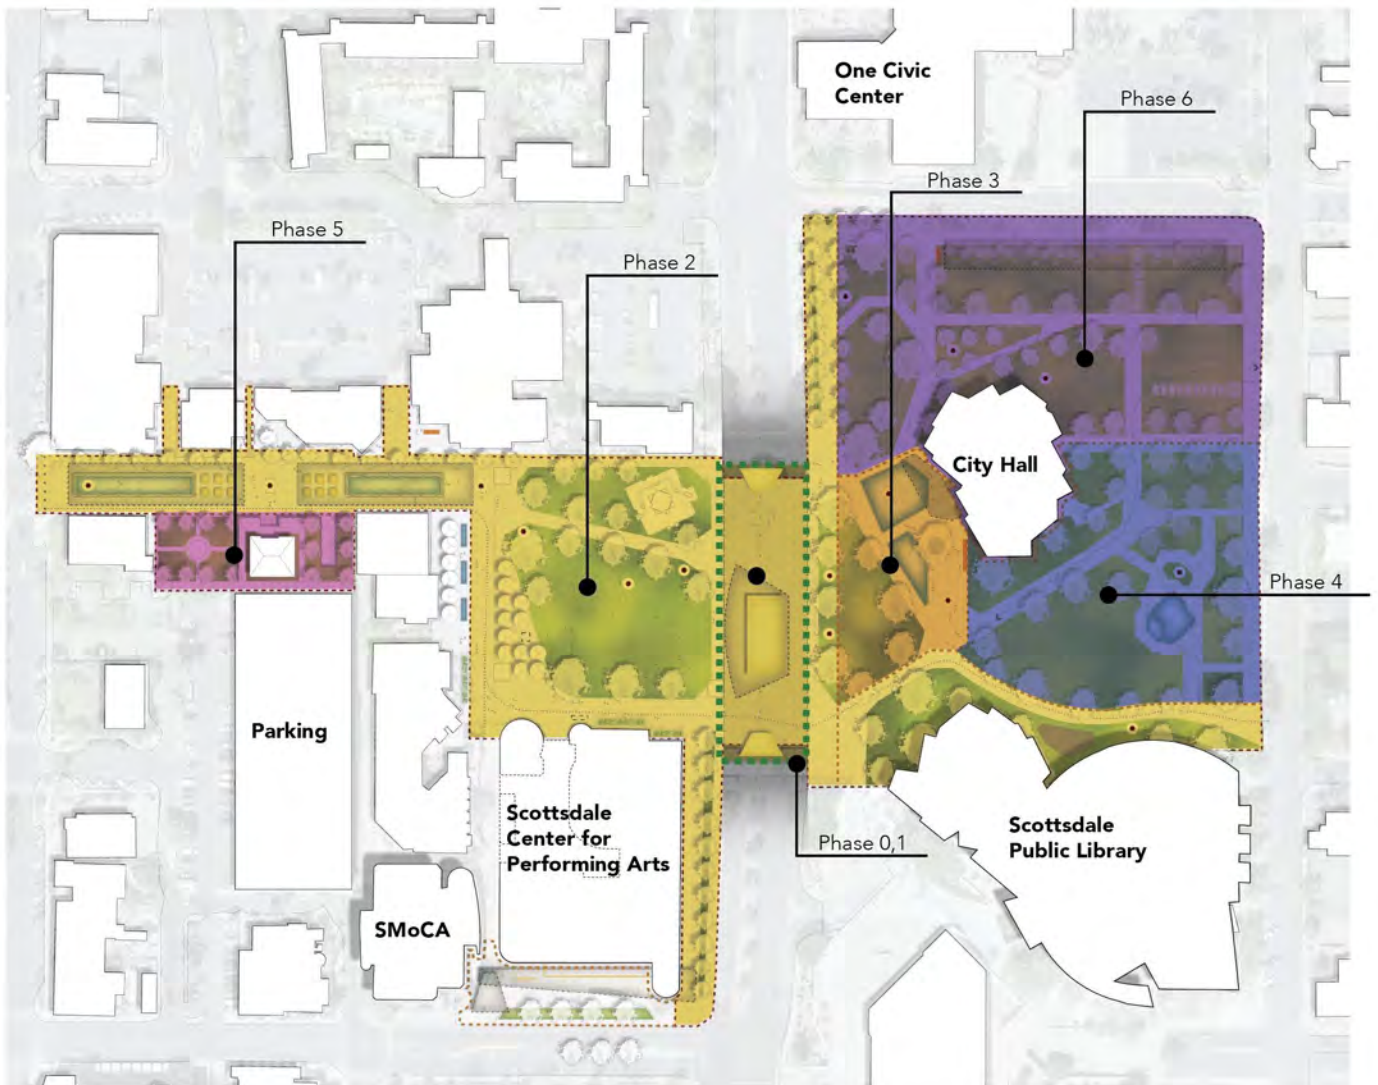 One Civic
Center
Phase 6
Phase 3
Phase 5
Phase 2
City Hall
Phase 4
Parking
Scottsdale
Center for
Performing Arts
Scottsdale
Public Library
Phase 0,1
SMoCA